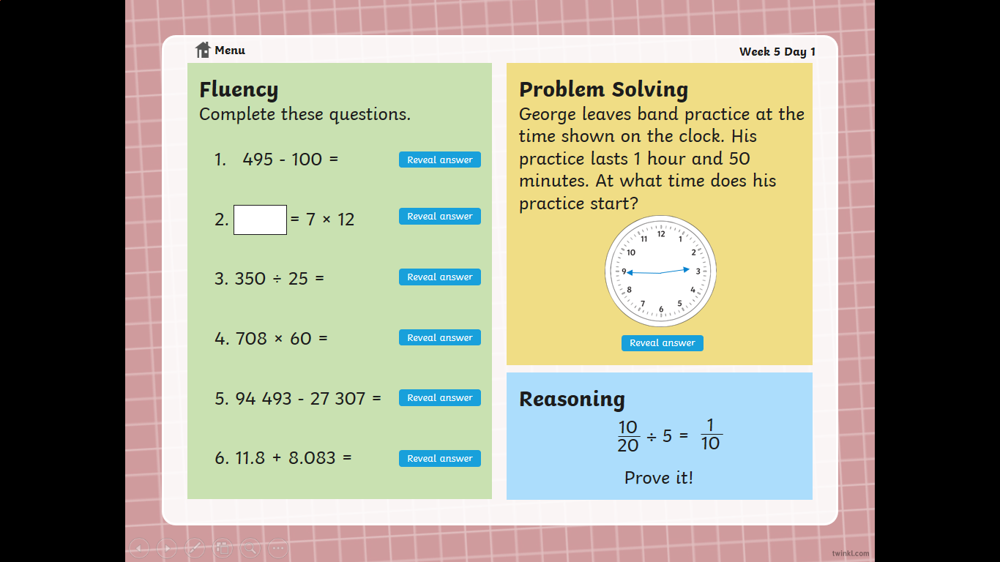 Menu
Week 5 Day 1
Fluency
Complete these questions.
1. 495 - 100 =
Reveal answer
2. = 7 × 12
Reveal answer
3. 350 ÷ 25 =
Reveal answer
4. 708 × 60 =
Reveal answer
5. 94 493 - 27 307 =
Reveal answer
6. 11.8 + 8.083 =
Reveal answer
Problem Solving
George leaves band practice at the
time shown on the clock. His
practice lasts 1 hour and 50
minutes. At what time does his
practice start?
12
1
2
3
4
5
6
7
8
9
10
11
Reveal answer
Reasoning
10/20 ÷ 5 = 1/10
Prove it!
twinkl.com